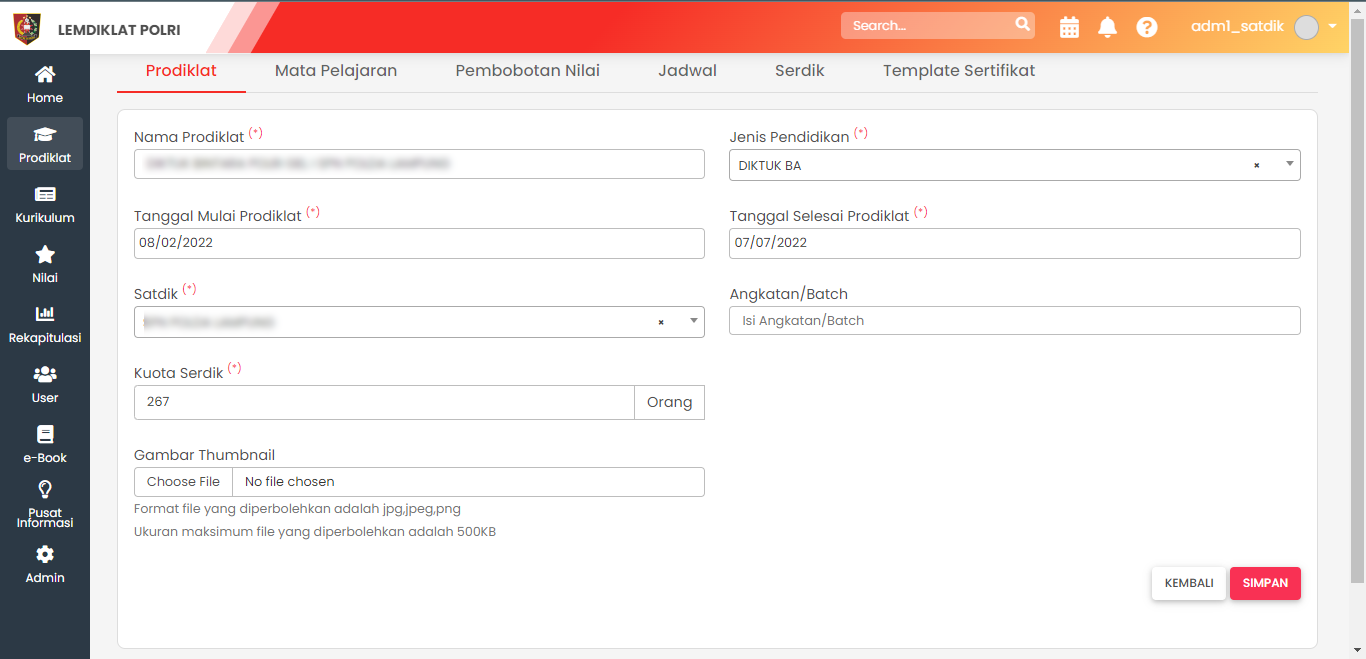 LEMDIKLAT POLRI
Search...
adm1_satdik
Home
Prodiklat
Kurikulum
Nilai
Rekapitulasi
User
e-Book
Pusat
Informasi
Admin
Prodiklat Mata Pelajaran Pembobotan Nilai Jadwal Serdik Template Sertifikat
Nama Prodiklat (*)
Jenis Pendidikan (*)
DIKTUK BA × 
Tanggal Mulai Prodiklat (*)
08/02/2022
Tanggal Selesai Prodiklat (*)
07/07/2022
Satdik (*)
×
Angkatan/Batch
Isi Angkatan/Batch
Kuota Serdik (*)
267 Orang
Gambar Thumbnail
Choose File No file chosen
Format file yang diperbolehkan adalah jpg,jpeg,png
Ukuran maksimum file yang diperbolehkan adalah 500KB
KEMBALI SIMPAN